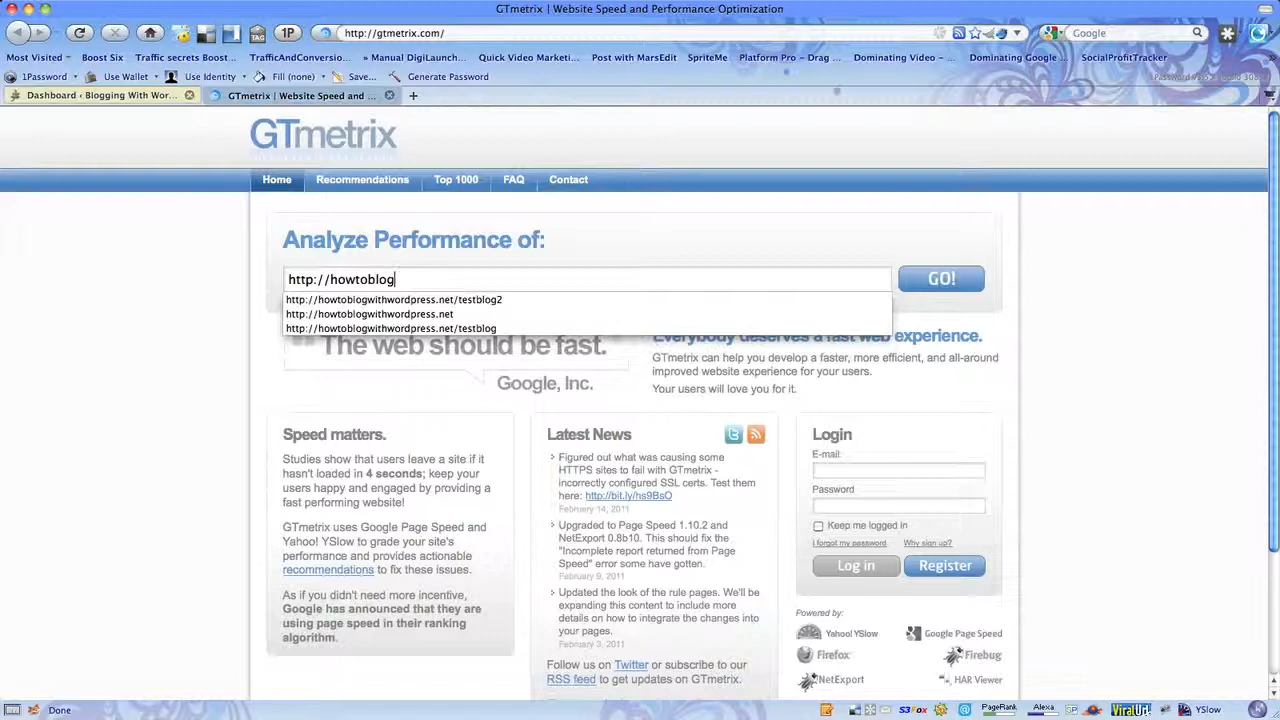 GTmetrix | Website Speed and Performance Optimization
TAG
1P
http://gtmetrix.com/
Google
Most Visited
Boost Six
Traffic secrets Boost...
TrafficAndConversio...
» Manual DigiLaunch...
Quick Video Marketi...
Post with MarsEdit
SpriteMe
Platform Pro - Drag ...
Dominating Video - ...
Dominating Google ...
SocialProfitTracker
1Password
Use Wallet
Use Identity
Fill (none)
Save...
Generate Password
Dashboard ‹ Blogging With Wor...
GTmetrix | Website Speed and ...
GTmetrix
Home
Recommendations
Top 1000
FAQ
Contact
Analyze Performance of:
http://howtoblog
GO!
http://howtoblogwithwordpress.net/testblog2
http://howtoblogwithwordpress.net
http://howtoblogwithwordpress.net/testblog
The web should be fast.
Google, Inc.
Everybody deserves a fast web experience.
GTmetrix can help you develop a faster, more efficient, and all-around
improved website experience for your users.
Your users will love you for it.
Speed matters.
Studies show that users leave a site if it
hasn't loaded in 4 seconds; keep your
users happy and engaged by providing a
fast performing website!
GTmetrix uses Google Page Speed and
Yahoo! YSlow to grade your site's
performance and provides actionable
recommendations to fix these issues.
As if you didn't need more incentive,
Google has announced that they are
using page speed in their ranking
algorithm.
Latest News
Figured out what was causing some
HTTPS sites to fail with GTmetrix -
incorrectly configured SSL certs. Test them
here: http://bit.ly/hs9BsO
February 14, 2011
Upgraded to Page Speed 1.10.2 and
NetExport 0.8b10. This should fix the
"Incomplete report returned from Page
Speed" error some have gotten.
February 9, 2011
Updated the look of the rule pages. We'll be
expanding this content to include more
details on how to integrate the changes into
your pages.
February 3, 2011
Follow us on Twitter or subscribe to our
RSS feed to get updates on GTmetrix.
Login
E-mail:
Password
Keep me logged in
I forgot my password
Why sign up?
Log in
Register
Powered by:
Yahoo! YSlow
Google Page Speed
Firefox
Firebug
NetExport
HAR Viewer
Done
S3Fox
PageRank
Alexa
SP
ViralUrl
YSlow